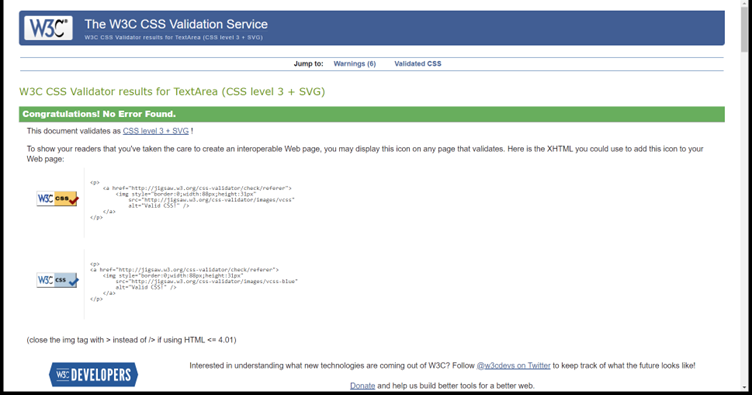 W3C®
The W3C CSS Validation Service
W3C CSS Validator results for TextArea (CSS level 3 + SVG)
Jump to: Warnings (6) Validated CSS
W3C CSS Validator results for TextArea (CSS level 3 + SVG)
Congratulations! No Error Found.
This document validates as CSS level 3 + SVG !
To show your readers that you've taken the care to create an interoperable Web page, you may display this icon on any page that validates. Here is the XHTML you could use to add this icon to your
Web page:
W3C css
<p>
<a href="http://jigsaw.w3.org/css-validator/check/referer">
<img style="border:0;width:88px;height:31px"
src="http://jigsaw.w3.org/css-validator/images/vcss"
alt="Valid CSS!" />
</a>
</p>
W3C css
<p>
<a href="http://jigsaw.w3.org/css-validator/check/referer">
<img style="border:0;width:88px;height:31px"
src="http://jigsaw.w3.org/css-validator/images/vcss-blue"
alt="Valid CSS!" />
</a>
</p>
(close the img tag with > instead of /> if using HTML <= 4.01)
W3C DEVELOPERS
Interested in understanding what new technologies are coming out of W3C? Follow @w3cdevs on Twitter to keep track of what the future looks like!
Donate and help us build better tools for a better web.